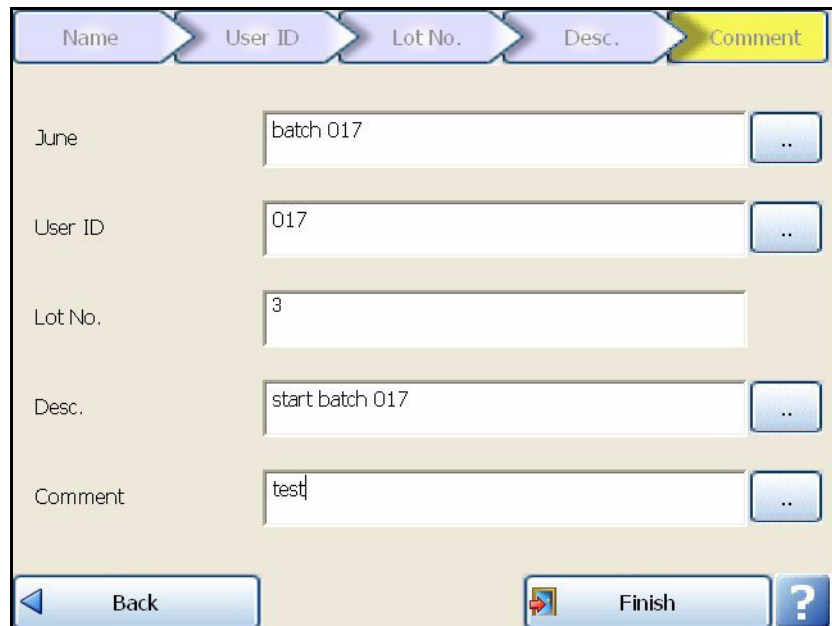 Name User ID Lot No. Desc. Comment
June batch 017 ..
User ID 017 ..
Lot No. 3
Desc. start batch 017 ..
Comment test ..
Back Finish ?